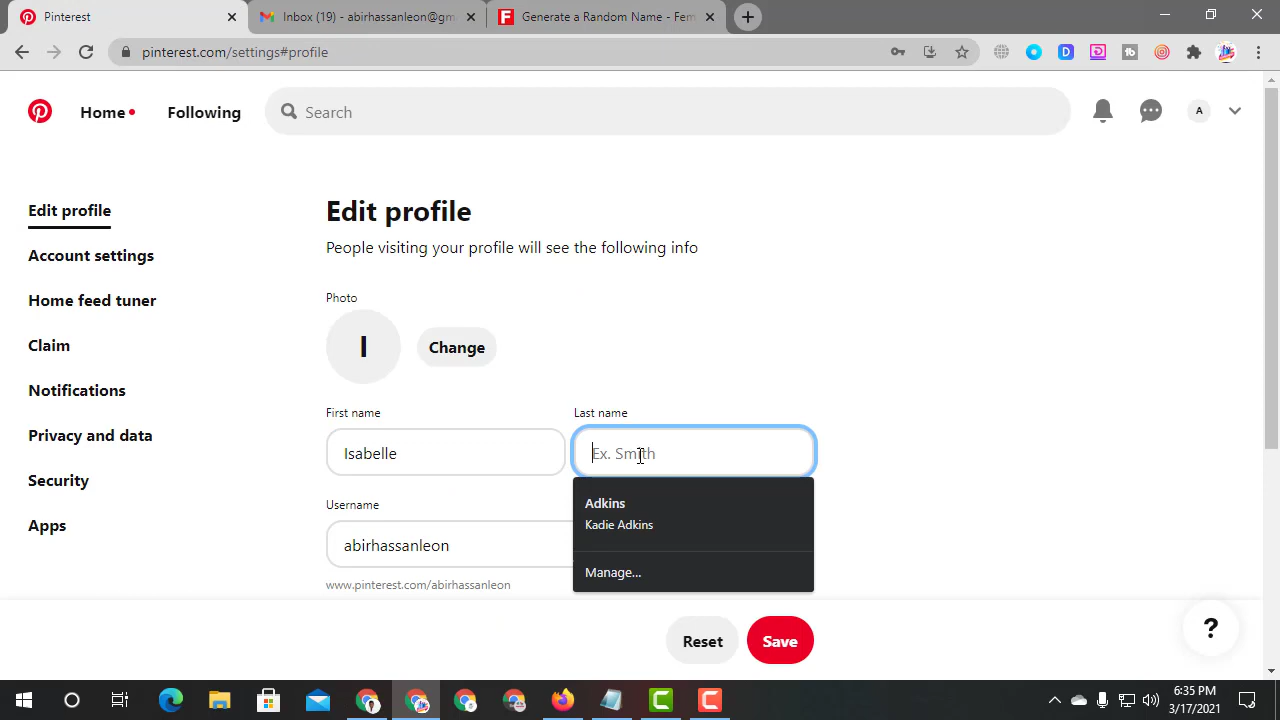 Pinterest
Inbox (19) - abirhassanleon@gm
Generate a Random Name - Fem
pinterest.com/settings#profile
Home
Following
Search
A
Edit profile
Account settings
Home feed tuner
Claim
Notifications
Privacy and data
Security
Apps
Edit profile
People visiting your profile will see the following info
Photo
I
Change
First name
Last name
Isabelle
Ex. Smith
Adkins
Kadie Adkins
Manage...
Username
abirhassanleon
www.pinterest.com/abirhassanleon
Reset
Save
?
6:35 PM
3/17/2021